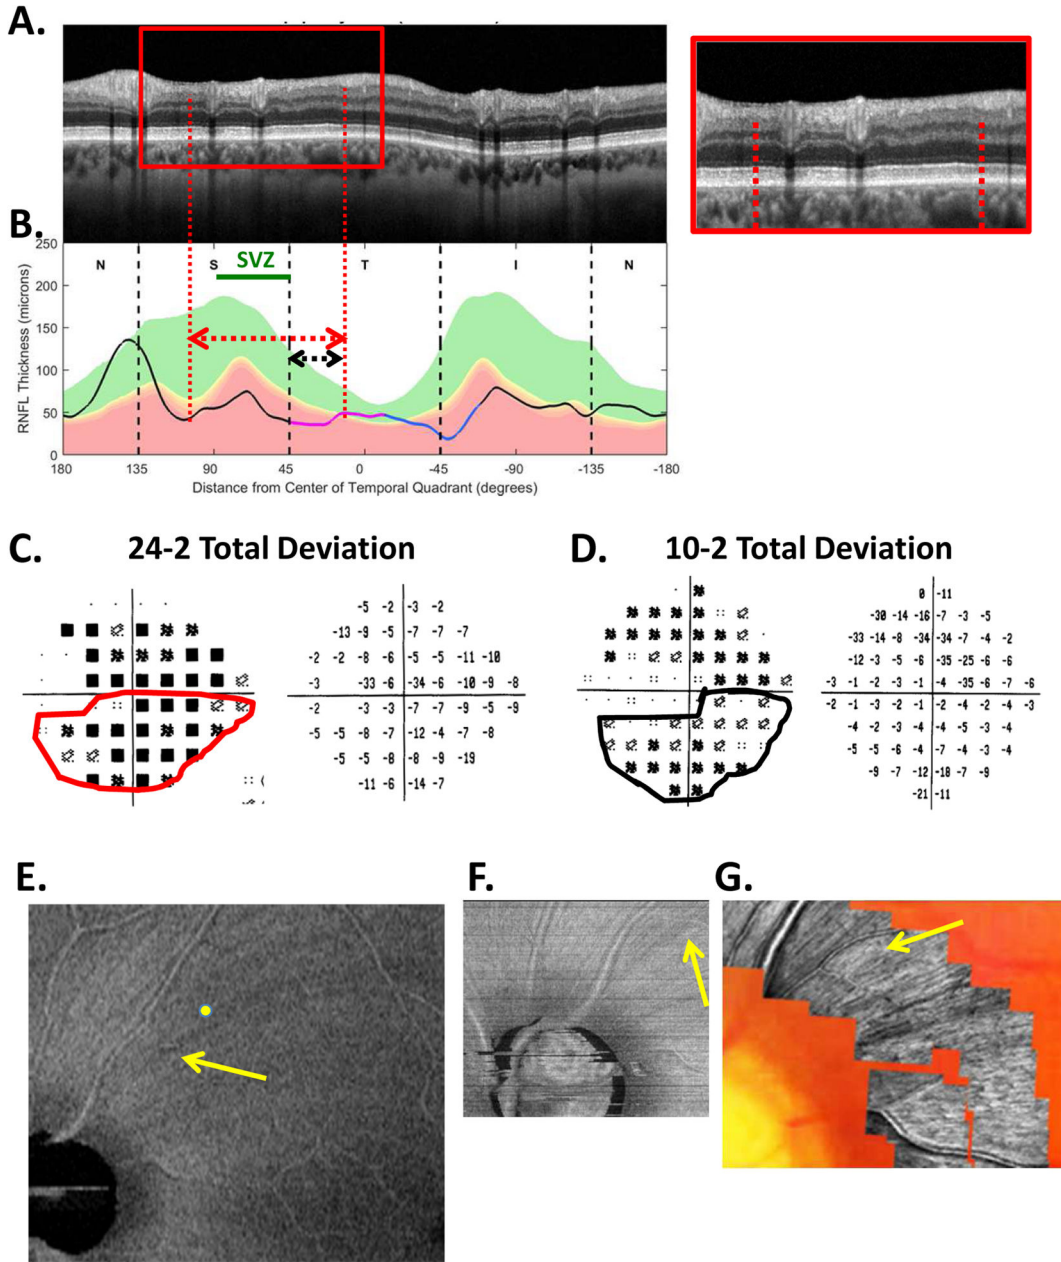 A.
B.
250
200
150
100
50
0
RNFL Thickness (microns)
N S T I N
SVZ
180 135 90 45 0 -45 -90 -135 -180
Distance from Center of Temporal Quadrant (degrees)
C. 24-2 Total Deviation
-5 -2 -3 -2
-13 -9 -5 -7 -7 -7
-2 -2 -8 -6 -5 -5 -11 -10
-3 -33 -6 -34 -6 -10 -9 -8
-2 -3 -3 -7 -7 -9 -5 -9
-5 -5 -8 -7 -12 -4 -7 -8
-5 -5 -8 -8 -9 -19
-11 -6 -14 -7
D. 10-2 Total Deviation
0 -11
-30 -14 -16 -7 -3 -5
-33 -14 -8 -34 -34 -7 -4 -2
-12 -3 -5 -6 -35 -25 -6 -6
-3 -1 -2 -3 -1 -4 -35 -6 -7 -6
-2 -1 -3 -2 -1 -2 -4 -2 -4 -3
-4 -2 -3 -4 -4 -5 -3 -4
-5 -5 -6 -4 -7 -4 -3 -4
-9 -7 -12 -18 -7 -9
-21 -11
E.
F.
G.